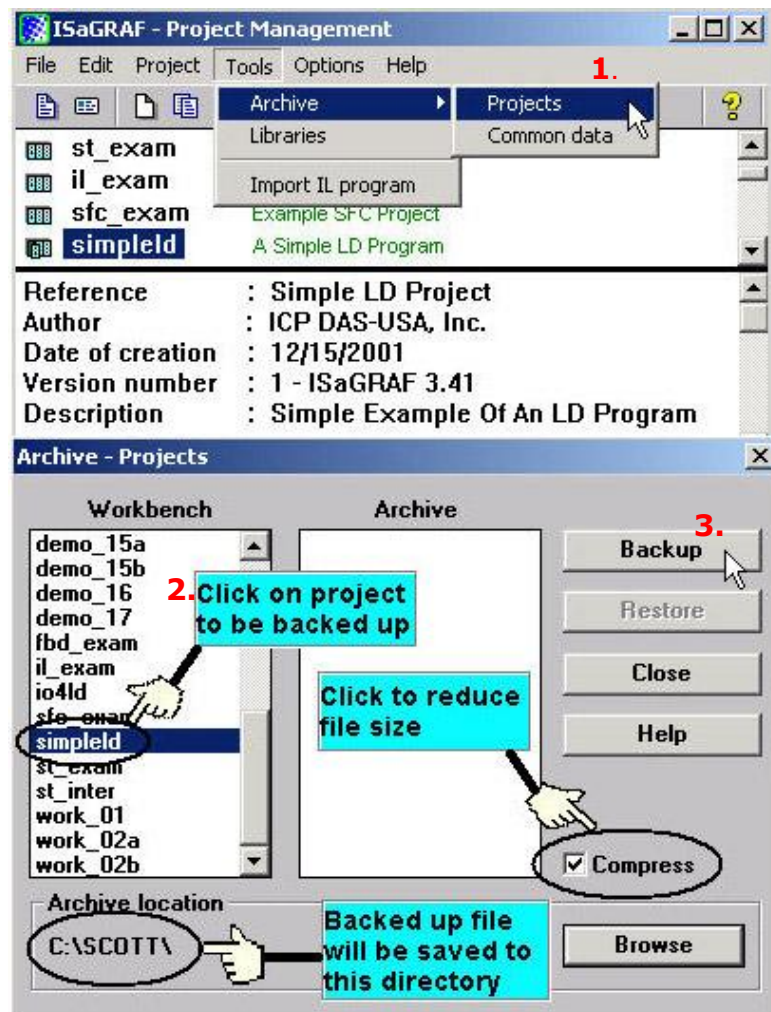 ISaGRAF - Project Management
File Edit Project Tools Options Help
1.
Archive
Projects
Libraries
Common data
Import IL program
st_exam
il_exam
sfc_exam Example SFC Project
simpleld A Simple LD Program
Reference : Simple LD Project
Author : ICP DAS-USA, Inc.
Date of creation : 12/15/2001
Version number : 1 - ISaGRAF 3.41
Description : Simple Example Of An LD Program
Archive - Projects
Workbench
Archive
demo_15a
demo_15b
demo_16
demo_17
fbd_exam
il_exam
io4ld
sfc_exam
simpleld
st_exam
st_inter
work_01
work_02a
work_02b
2. Click on project
to be backed up
Click to reduce
file size
3.
Backup
Restore
Close
Help
Compress
Archive location
C:\SCOTT\
Backed up file
will be saved to
this directory
Browse